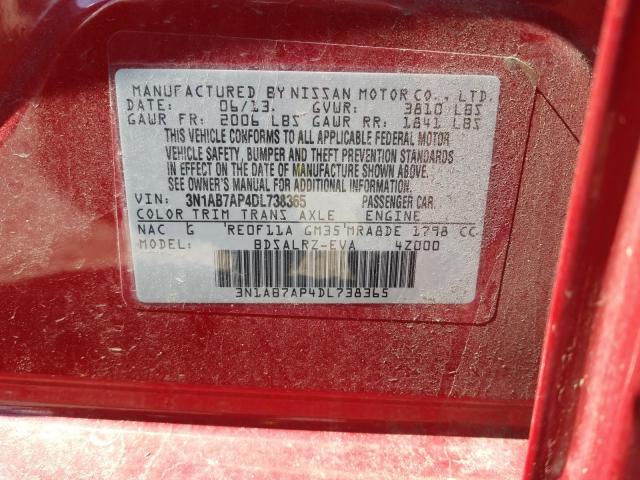 MANUFACTURED BY NISSAN MOTOR CO., LTD.
DATE: 06/13. GVWR: 3810 LBS
GAWR FR: 2006 LBS GAWR RR: 1841 LBS
THIS VEHICLE CONFORMS TO ALL APPLICABLE FEDERAL MOTOR
VEHICLE SAFETY, BUMPER AND THEFT PREVENTION STANDARDS
IN EFFECT ON THE DATE OF MANUFACTURE SHOWN ABOVE.
SEE OWNER'S MANUAL FOR ADDITIONAL INFORMATION.
VIN: 3N1AB7AP4DL738365 PASSENGER CAR
COLOR TRIM TRANS AXLE ENGINE
NAC G RE0F11A GM35 MRA8DE 1798 CC
MODEL: BDSALRZ-EVA 4Z000
3N1AB7AP4DL738365